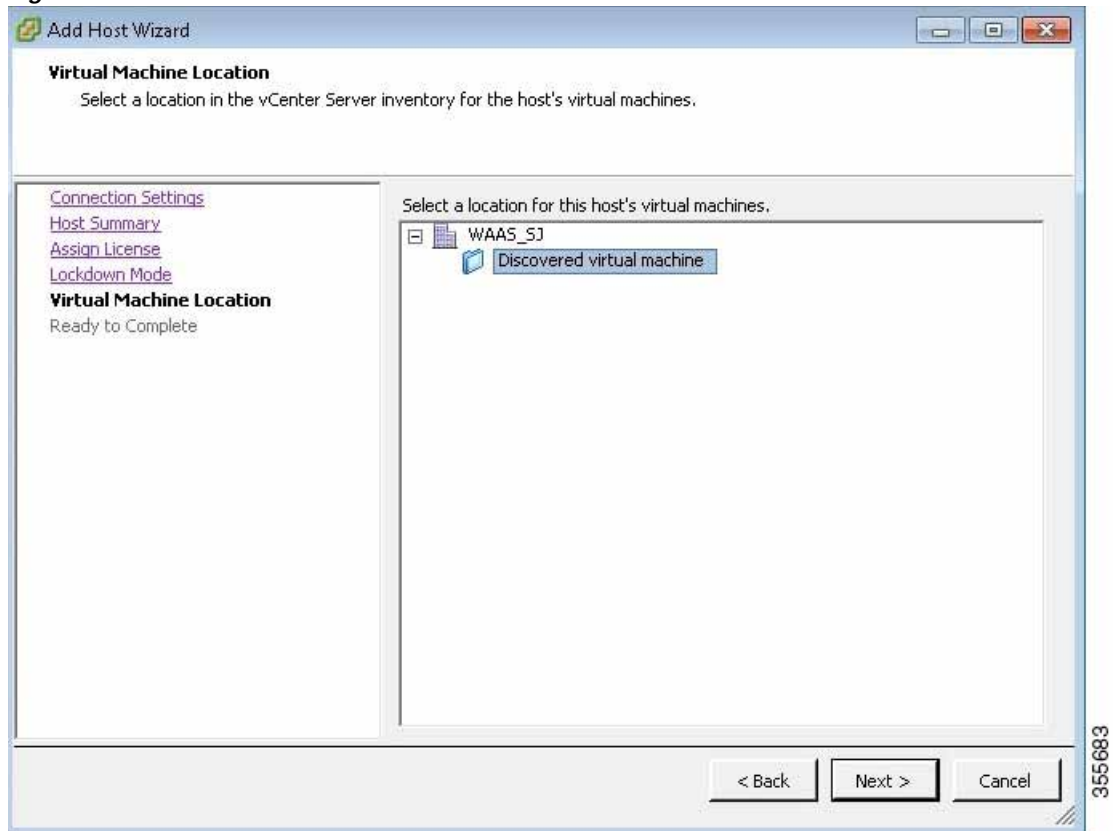 Add Host Wizard
Virtual Machine Location
Select a location in the vCenter Server inventory for the host's virtual machines.
Connection Settings
Host Summary
Assign License
Lockdown Mode
Virtual Machine Location
Ready to Complete
Select a location for this host's virtual machines.
WAAS_SJ
Discovered virtual machine
< Back Next > Cancel
355683